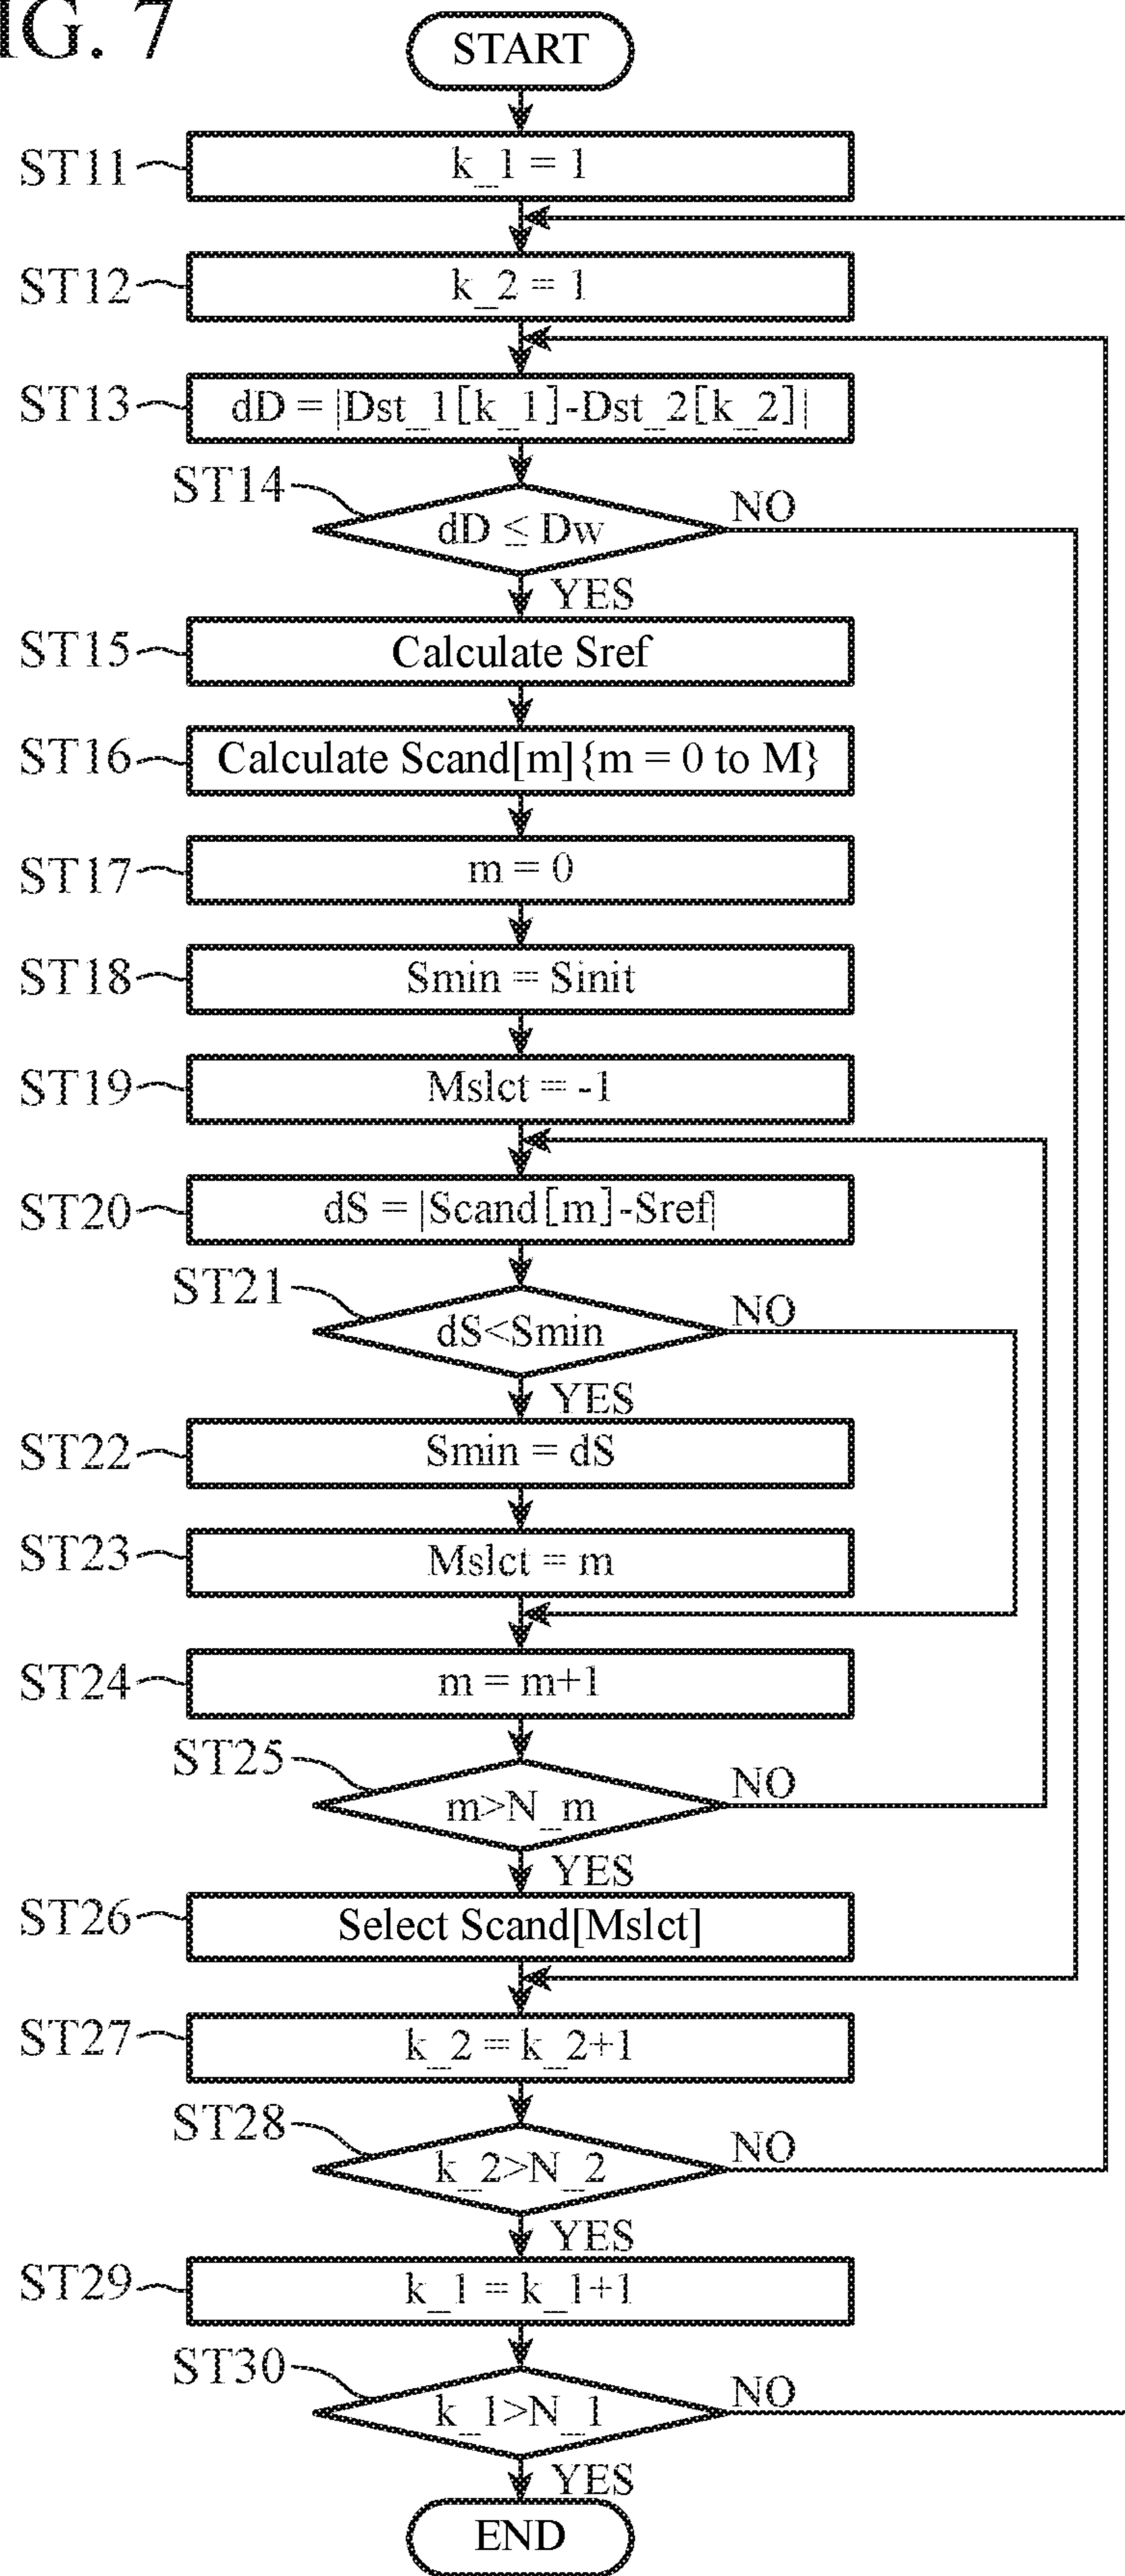 IG. 7
START
ST11
k_1 = 1
ST12
k_2 = 1
ST13
dD = |Dst_1[k_1]-Dst_2[k_2]|
ST14
dD ≤ Dw
NO
YES
ST15
Calculate Sref
ST16
Calculate Scand[m]{m = 0 to M}
ST17
m = 0
ST18
Smin = Sinit
ST19
Mslct = -1
ST20
dS = |Scand[m]-Sref|
ST21
dS<Smin
NO
YES
ST22
Smin = dS
ST23
Mslct = m
ST24
m = m+1
ST25
m>N_m
NO
YES
ST26
Select Scand[Mslct]
ST27
k_2 = k_2+1
ST28
k_2>N_2
NO
YES
ST29
k_1 = k_1+1
ST30
k_1>N_1
NO
YES
END